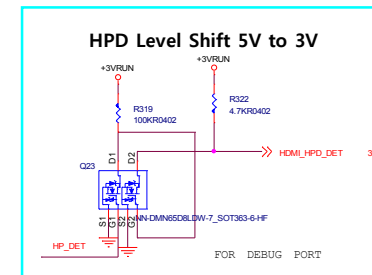 HPD Level Shift 5V to 3V
+3VRUN
+3VRUN
R319
100KR0402
R322
4.7KR0402
D1
D2
HDMI_HPD_DET
3
Q23
NN-DMN65D8LDW-7_SOT363-6-HF
S1
G1
S2
G2
HP_DET
FOR DEBUG PORT